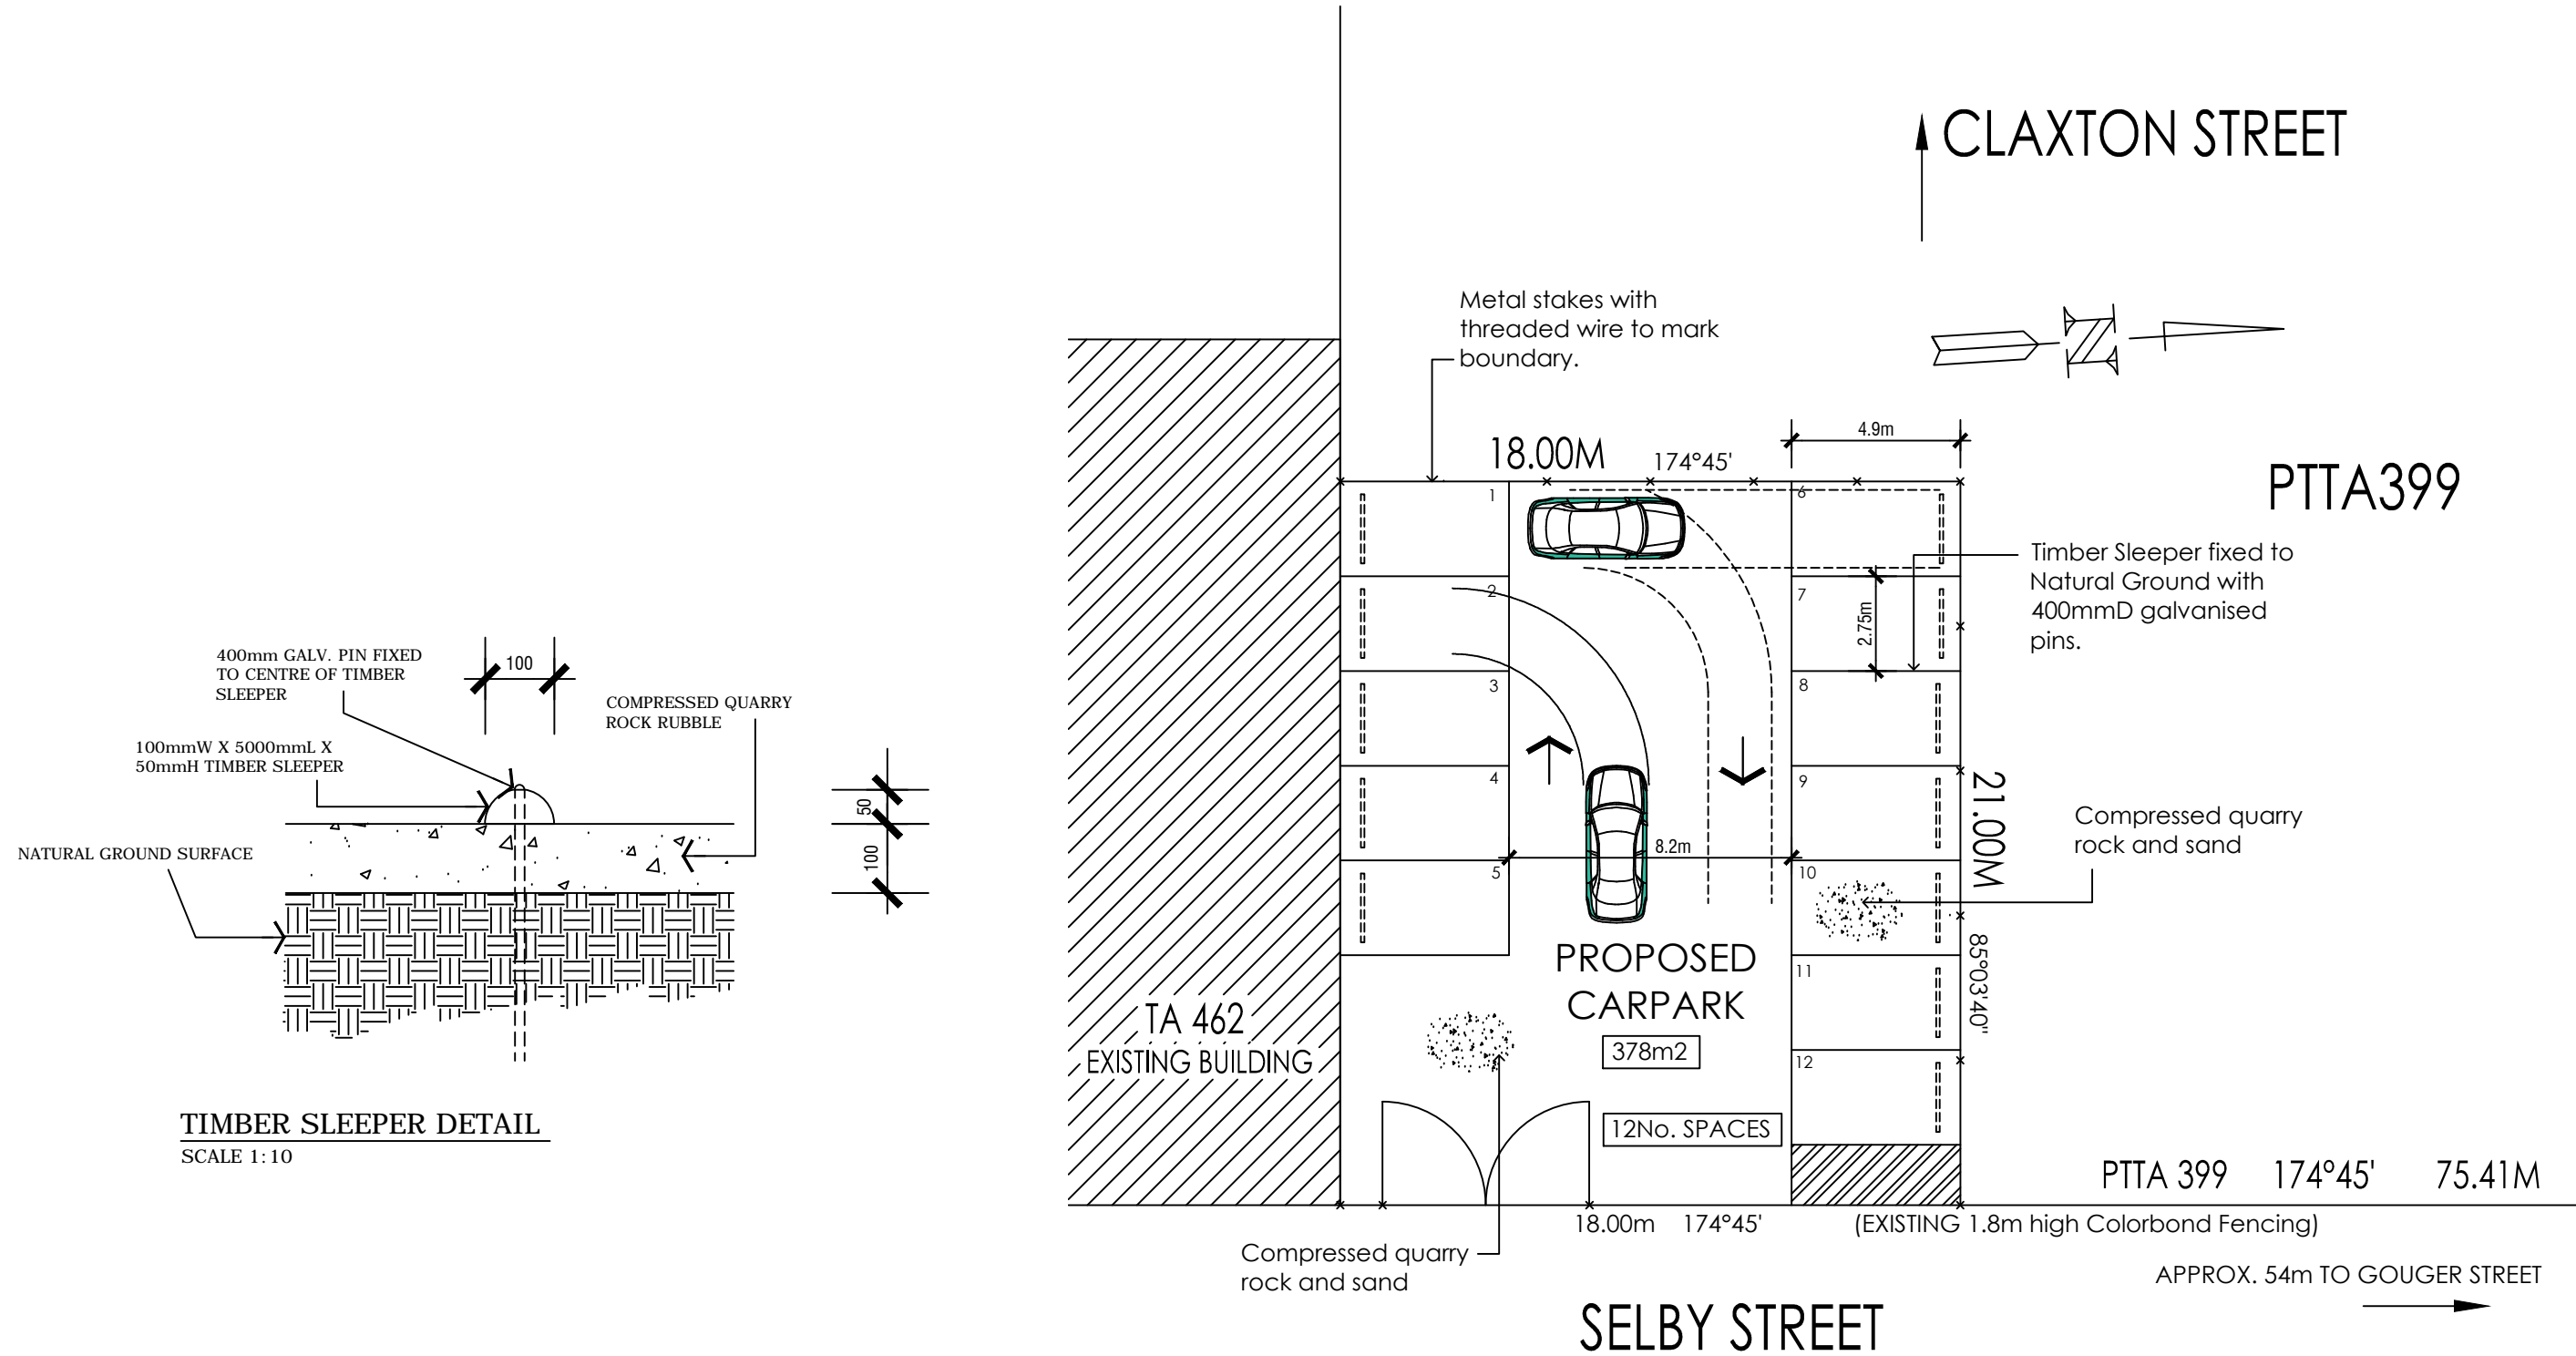 CLAXTON STREET
Metal stakes with
threaded wire to mark
boundary.
4.9m
18.00M
174°45'
PTTA399
1
6
Timber Sleeper fixed to
Natural Ground with
400mmD galvanised
pins.
2
7
2.75m
3
8
4
9
21.00M
8.2m
5
10
Compressed quarry
rock and sand
85°03'40"
PROPOSED
CARPARK
378m2
11
12
12No. SPACES
TA 462
EXISTING BUILDING
PTTA 399 174°45' 75.41M
18.00m 174°45'
(EXISTING 1.8m high Colorbond Fencing)
Compressed quarry
rock and sand
APPROX. 54m TO GOUGER STREET
SELBY STREET
400mm GALV. PIN FIXED
TO CENTRE OF TIMBER
SLEEPER
100
COMPRESSED QUARRY
ROCK RUBBLE
100mmW X 5000mmL X
50mmH TIMBER SLEEPER
50
100
NATURAL GROUND SURFACE
TIMBER SLEEPER DETAIL
SCALE 1:10